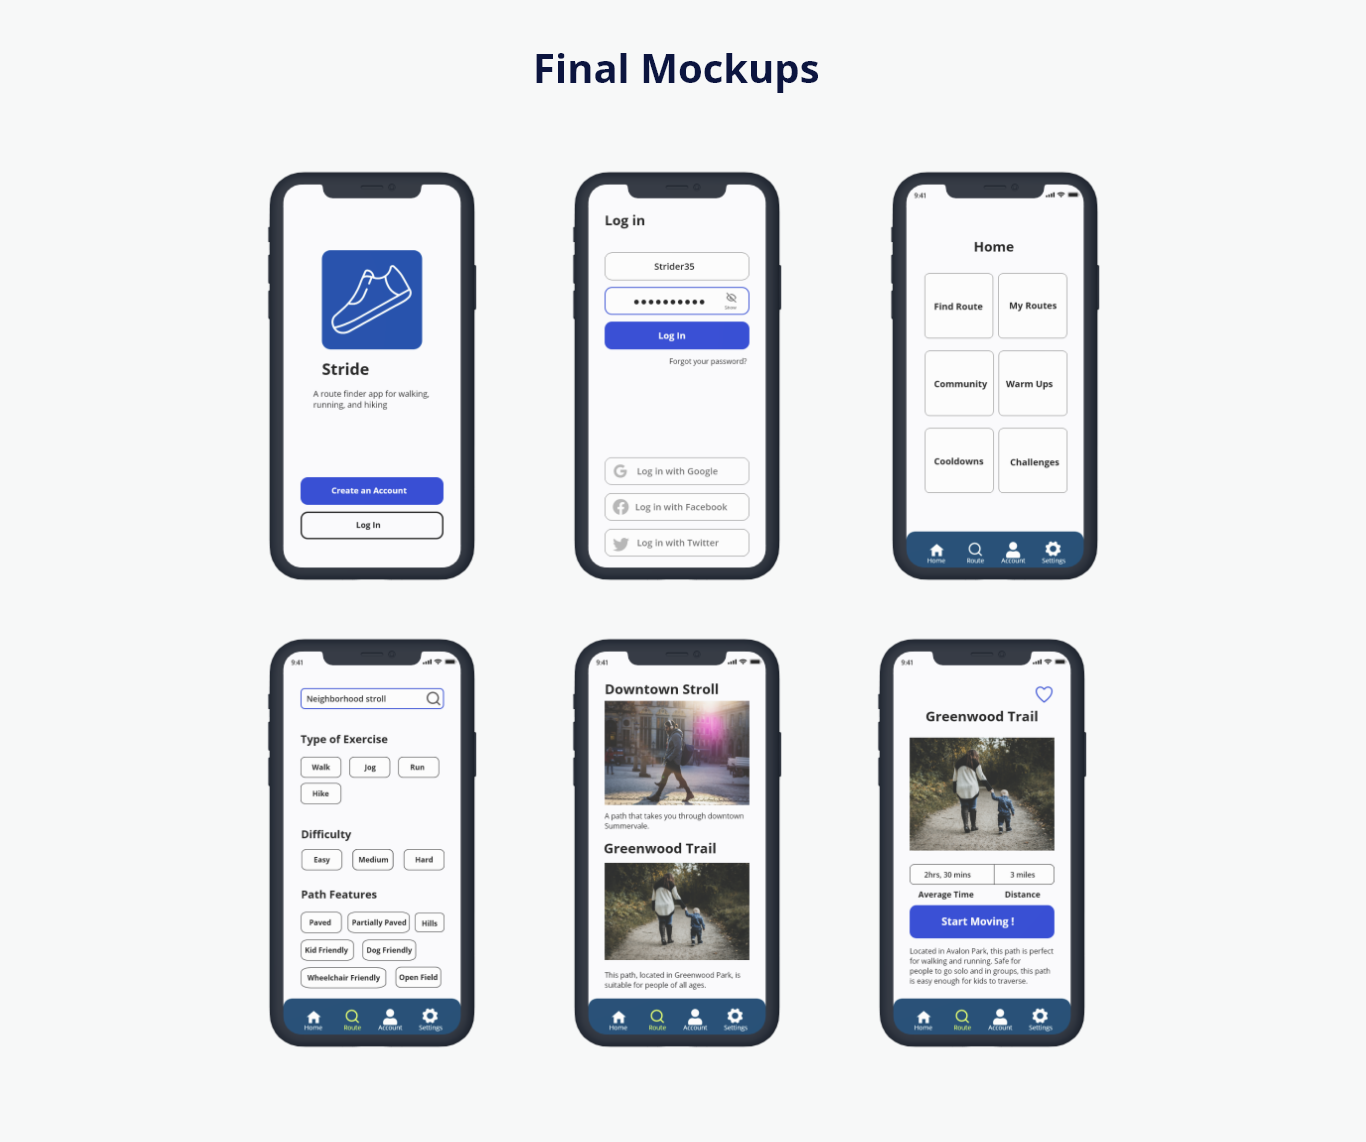 Final Mockups
Stride
A route finder app for walking,
running, and hiking
Create an Account
Log In
Log in
Strider35
Show
Log In
Forgot your password?
Log in with Google
Log in with Facebook
Log in with Twitter
9:41
Home
Find Route
My Routes
Community
Warm Ups
Cooldowns
Challenges
Home
Route
Account
Settings
9:41
Neighborhood stroll
Type of Exercise
Walk
Jog
Run
Hike
Difficulty
Easy
Medium
Hard
Path Features
Paved
Partially Paved
Hills
Kid Friendly
Dog Friendly
Wheelchair Friendly
Open Field
Home
Route
Account
Settings
9:41
Downtown Stroll
A path that takes you through downtown
Summervale.
Greenwood Trail
This path, located in Greenwood Park, is
suitable for people of all ages.
Home
Route
Account
Settings
9:41
Greenwood Trail
2hrs, 30 mins
3 miles
Average Time
Distance
Start Moving !
Located in Avalon Park, this path is perfect
for walking and running. Safe for
people to go solo and in groups, this path
is easy enough for kids to traverse.
Home
Route
Account
Settings